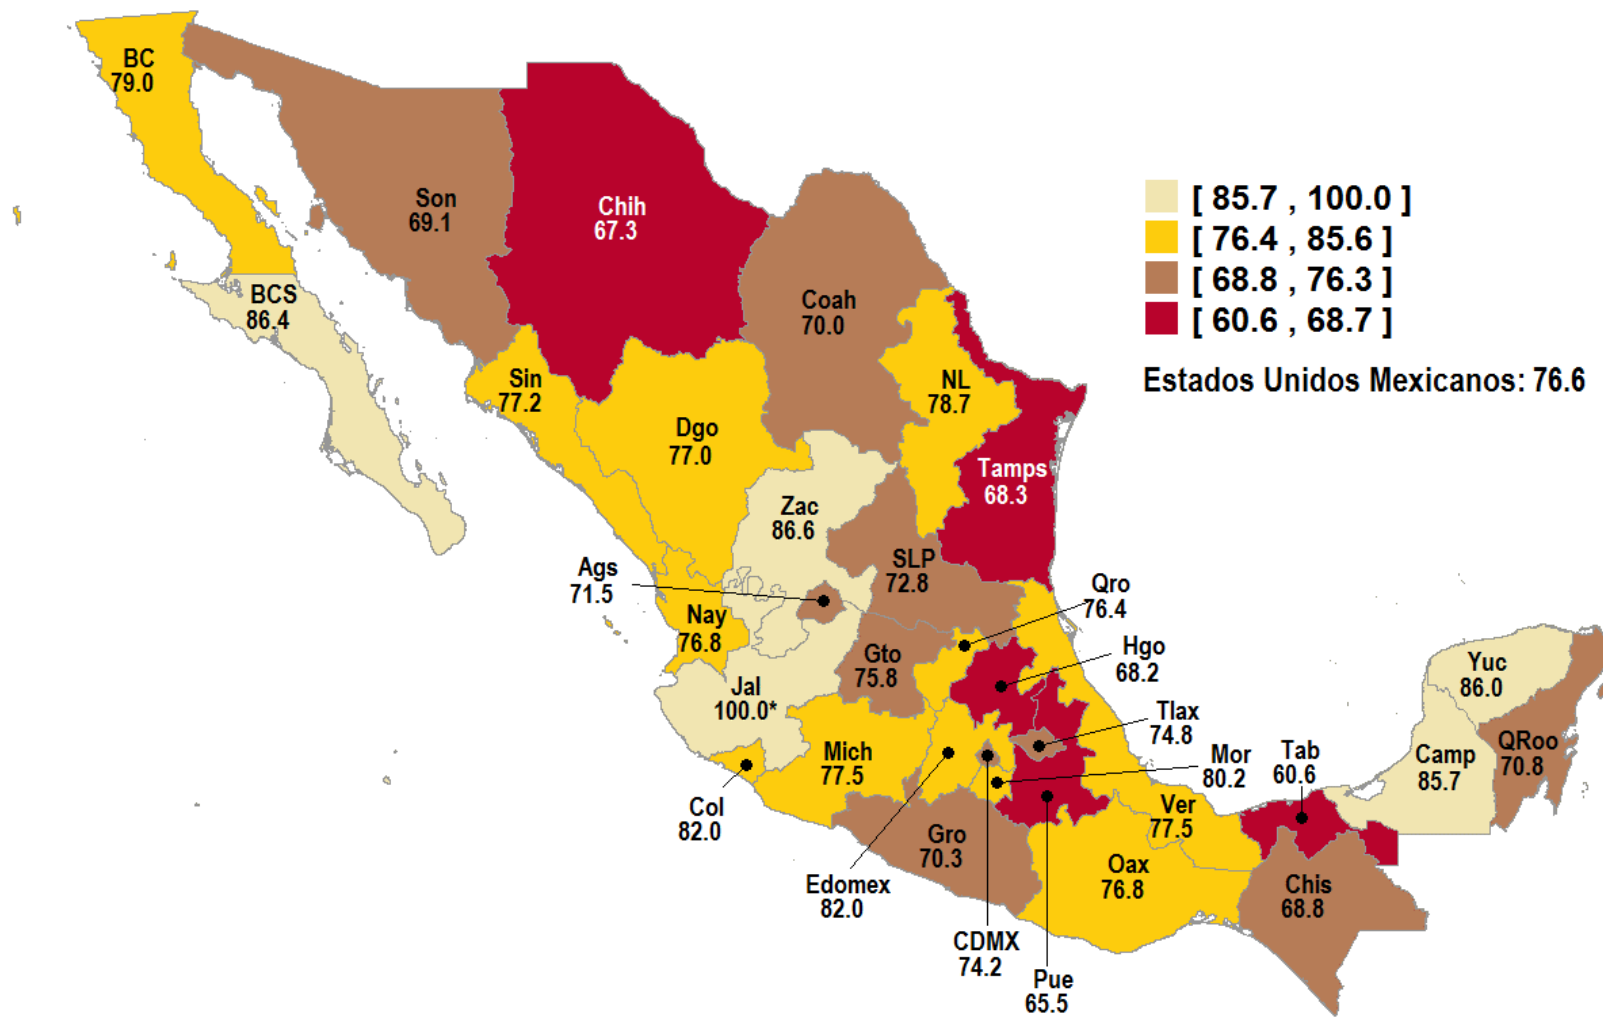 BC
79.0
Son
69.1
Chih
67.3
[ 85.7 , 100.0 ]
[ 76.4 , 85.6 ]
[ 68.8 , 76.3 ]
[ 60.6 , 68.7 ]
Estados Unidos Mexicanos: 76.6
BCS
86.4
Coah
70.0
Sin
77.2
NL
78.7
Dgo
77.0
Tamps
68.3
Zac
86.6
Ags
71.5
SLP
72.8
Qro
76.4
Nay
76.8
Gto
75.8
Hgo
68.2
Yuc
86.0
Jal
100.0*
Tlax
74.8
Mich
77.5
Mor
80.2
Tab
60.6
Camp
85.7
QRoo
70.8
Col
82.0
Gro
70.3
Ver
77.5
Edomex
82.0
Oax
76.8
Chis
68.8
CDMX
74.2
Pue
65.5